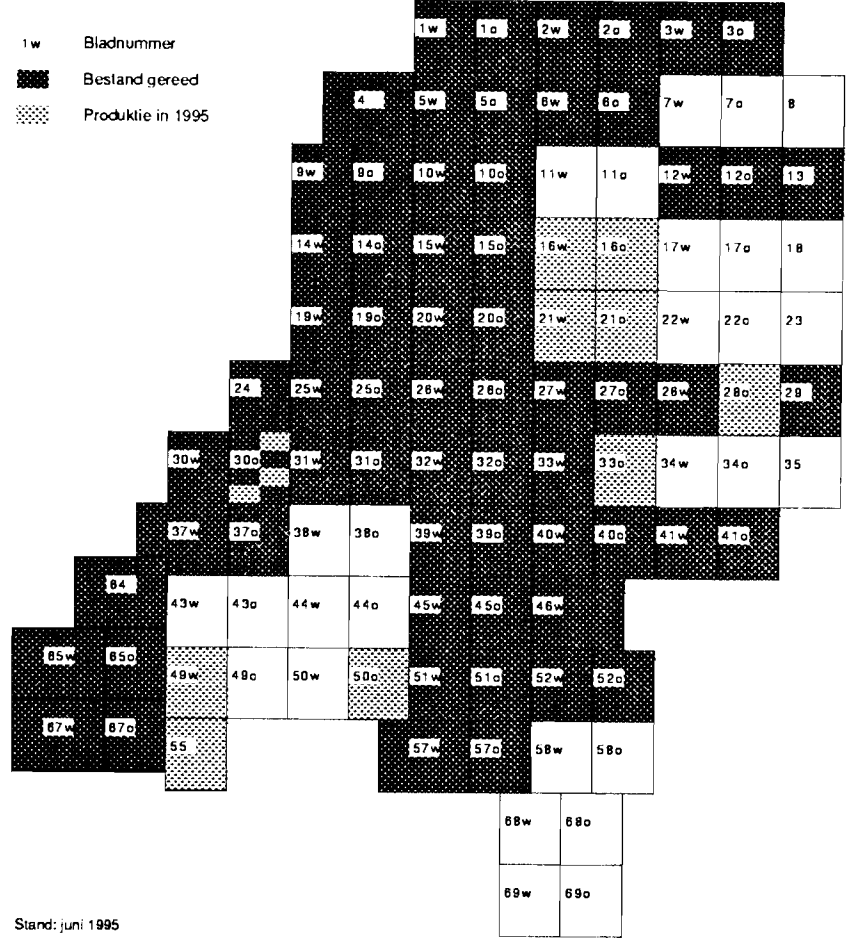 1w 1o 2w 2o 3w 3o
1w Bladnummer
Bestand gereed
4 5w 5o 6w 6o 7w 7o 8
Produktie in 1995
9w 9o 10w 10o 11w 11o 12w 12o 13
14w 14o 15w 15o 16w 16o 17w 17o 18
19w 19o 20w 20o 21w 21o 22w 22o 23
24 25w 25o 26w 26o 27w 27o 28w 28o 29
30w 30o 31w 31o 32w 32o 33w 33o 34w 34o 35
37w 37o 38w 38o 39w 39o 40w 40o 41w 41o
64 43w 43o 44w 44o 45w 45o 46w
65w 65o 49w 49o 50w 50o 51w 51o 52w 52o
67w 67o 55 57w 57o 58w 58o
68w 68o
69w 69o
Stand: juni 1995